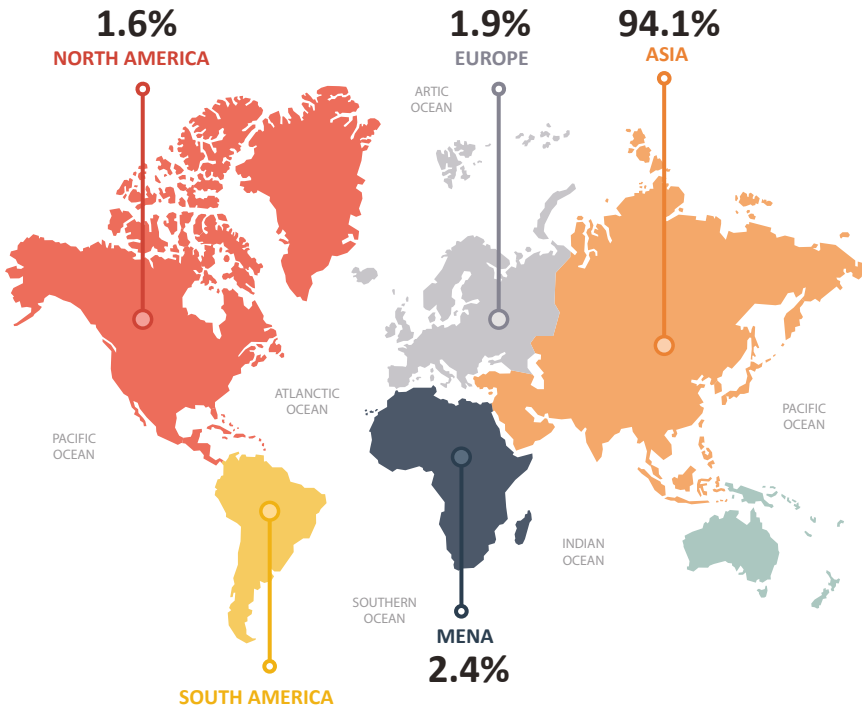 1.6%
NORTH AMERICA
1.9%
EUROPE
94.1%
ASIA
ARTIC
OCEAN
ATLANCTIC
OCEAN
PACIFIC
OCEAN
PACIFIC
OCEAN
INDIAN
OCEAN
SOUTHERN
OCEAN
MENA
2.4%
SOUTH AMERICA